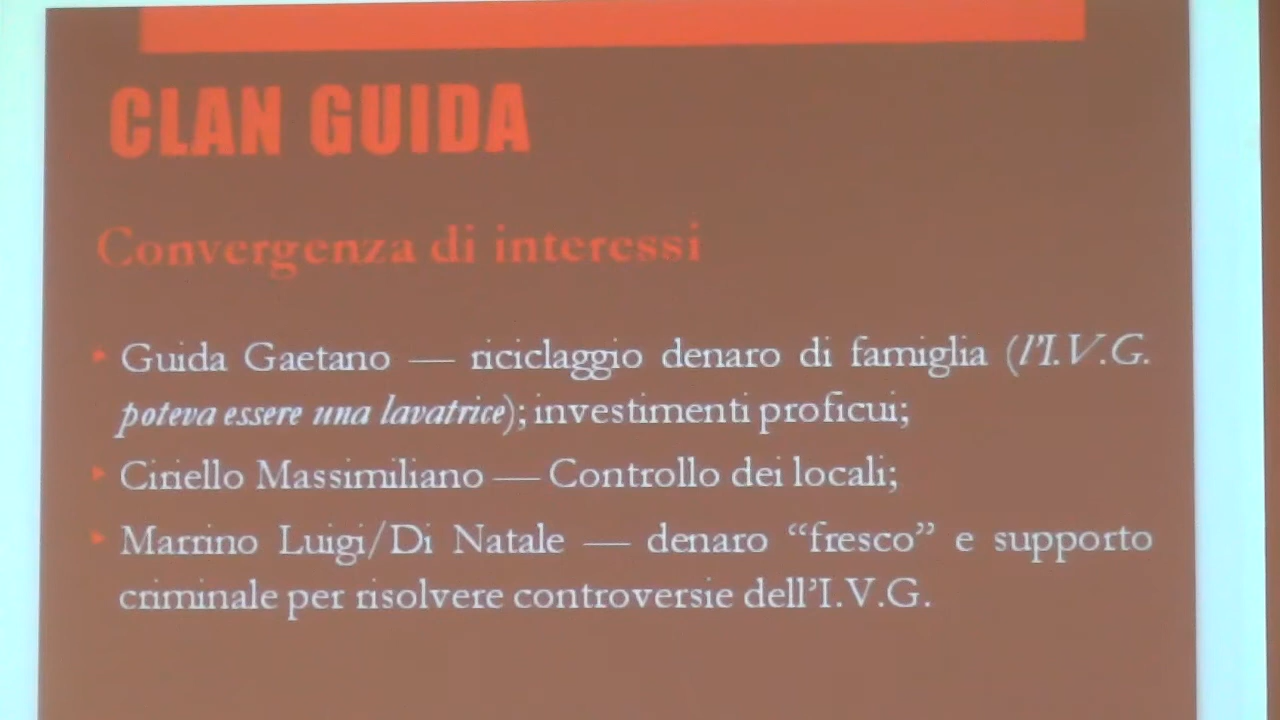 CLAN GUIDA
Convergenza di interessi
Guida Gaetano — riciclaggio denaro di famiglia (l'I.V.G.
poteva essere una lavatrice); investimenti proficui;
Ciriello Massimiliano — Controllo dei locali;
Marrino Luigi/Di Natale — denaro “fresco” e supporto
criminale per risolvere controversie dell’I.V.G.